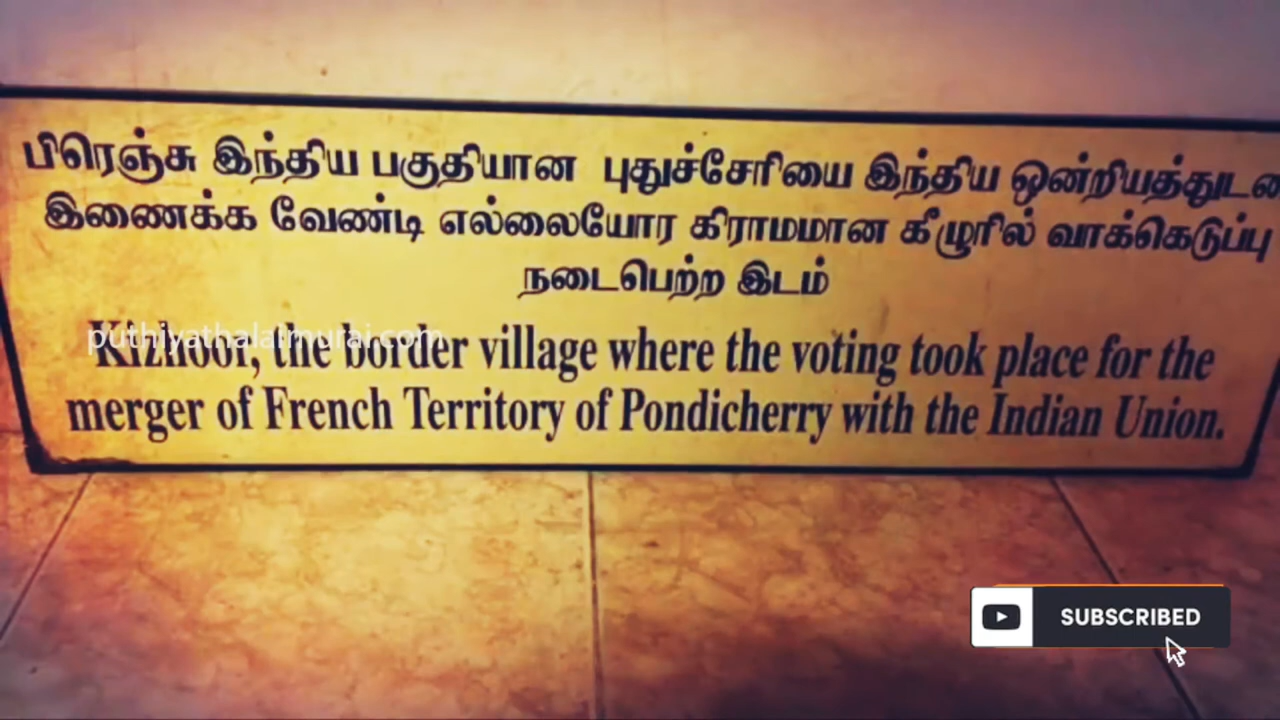 பிரெஞ்சு இந்திய பகுதியான புதுச்சேரியை இந்திய ஒன்றியத்துடன
இணைக்க வேண்டி எல்லையோர கிராமமான கீழூரில் வாக்கெடுப்பு
நடைபெற்ற இடம்
puthiyathalaimurai.com
Kizhoor, the border village where the voting took place for the
merger of French Territory of Pondicherry with the Indian Union.
SUBSCRIBED